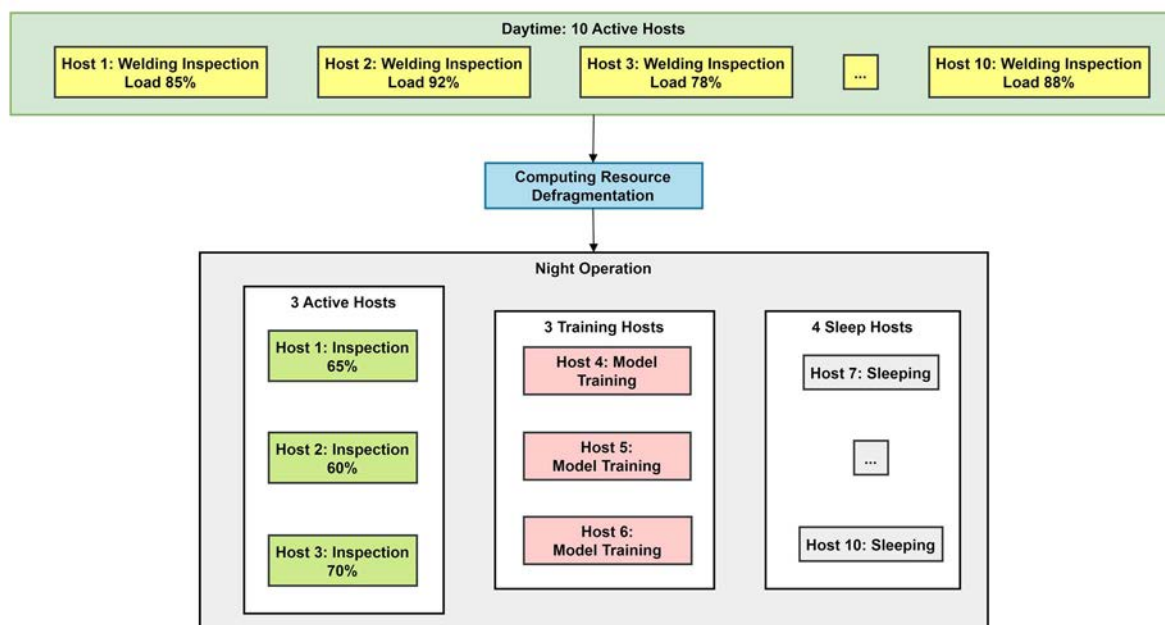 Daytime: 10 Active Hosts
Host 1: Welding Inspection
Load 85%
Host 2: Welding Inspection
Load 92%
Host 3: Welding Inspection
Load 78%
...
Host 10: Welding Inspection
Load 88%
Computing Resource
Defragmentation
Night Operation
3 Active Hosts
Host 1: Inspection
65%
Host 2: Inspection
60%
Host 3: Inspection
70%
3 Training Hosts
Host 4: Model
Training
Host 5:
Model Training
Host 6:
Model Training
4 Sleep Hosts
Host 7: Sleeping
...
Host 10: Sleeping